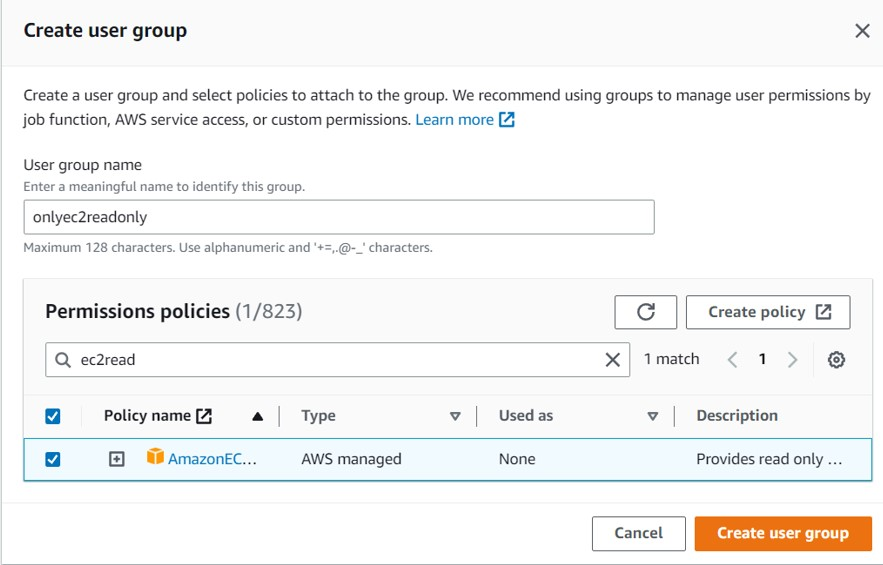 Create user group
Create a user group and select policies to attach to the group. We recommend using groups to manage user permissions by
job function, AWS service access, or custom permissions. Learn more
User group name
Enter a meaningful name to identify this group.
onlyec2readonly
Maximum 128 characters. Use alphanumeric and '+=,.@-_' characters.
Permissions policies (1/823)
Create policy
ec2read
1 match
1
Policy name
Type
Used as
Description
AmazonEC...
AWS managed
None
Provides read only ...
Cancel
Create user group